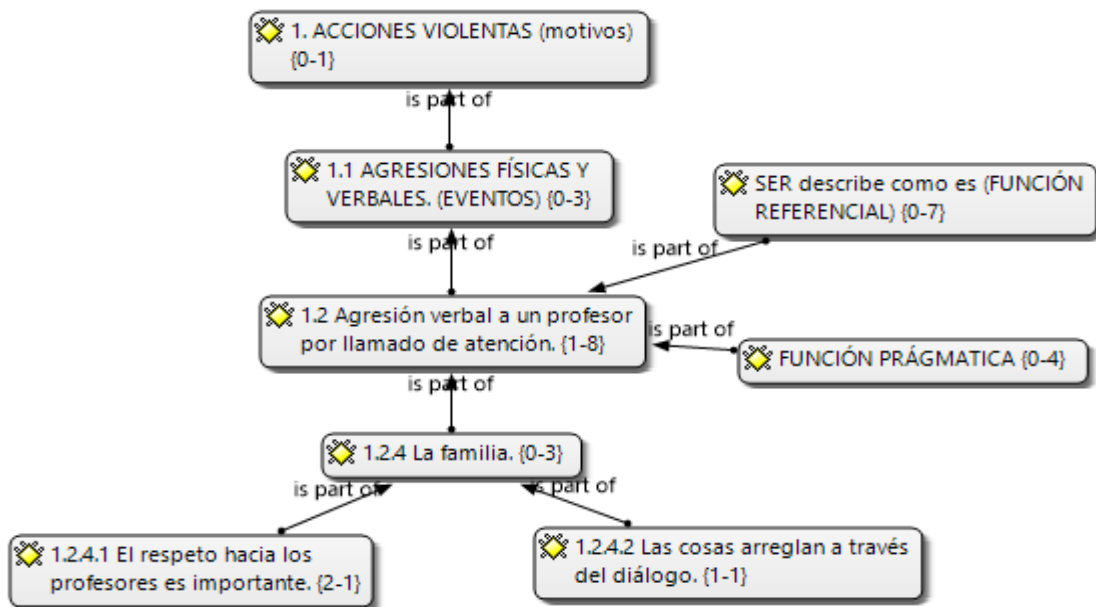 1. ACCIONES VIOLENTAS (motivos)
{0-1}
is part of
1.1 AGRESIONES FÍSICAS Y
VERBALES. (EVENTOS) {0-3}
SER describe como es (FUNCIÓN
REFERENCIAL) {0-7}
is part of
is part of
1.2 Agresión verbal a un profesor
por llamado de atención. {1-8}
is part of
FUNCIÓN PRÁGMATICA {0-4}
is part of
1.2.4 La familia. {0-3}
is part of
is part of
1.2.4.1 El respeto hacia los
profesores es importante. {2-1}
1.2.4.2 Las cosas arreglan a través
del diálogo. {1-1}